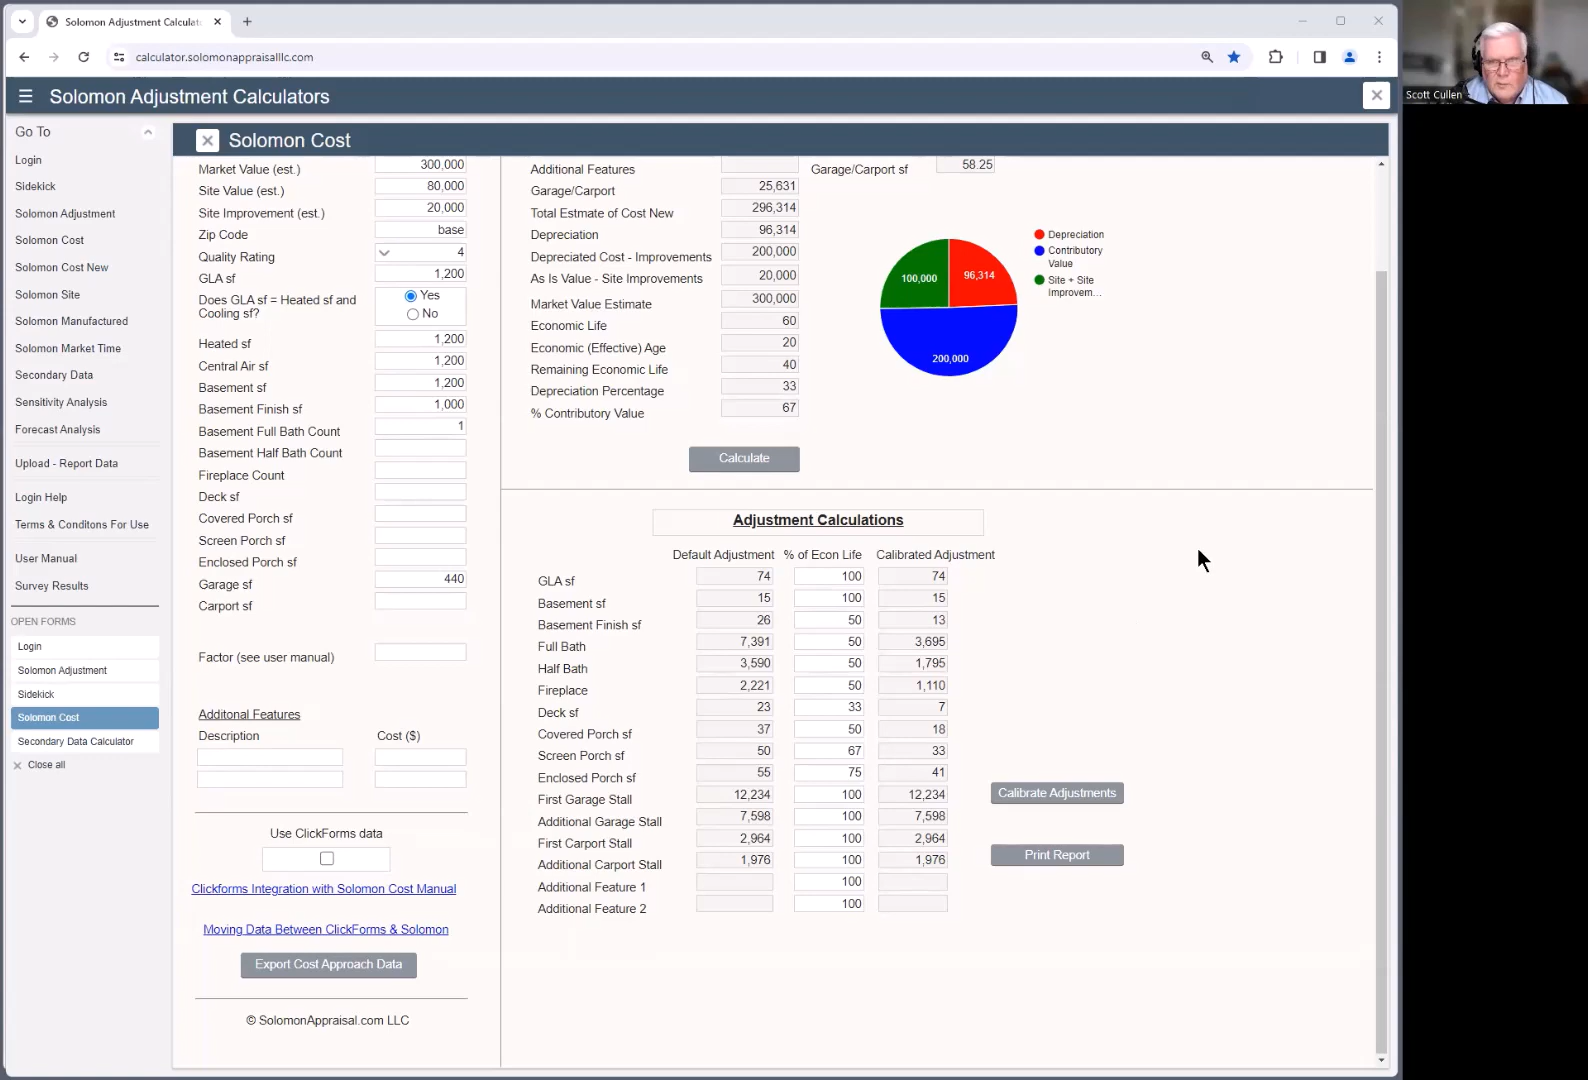 Solomon Adjustment Calculat
calculator.solomonappraisalllc.com
Scott Cullen
Solomon Adjustment Calculators
Go To
Login
Sidekick
Solomon Adjustment
Solomon Cost
Solomon Cost New
Solomon Site
Solomon Manufactured
Solomon Market Time
Secondary Data
Sensitivity Analysis
Forecast Analysis
Upload - Report Data
Login Help
Terms & Conditons For Use
User Manual
Survey Results
OPEN FORMS
Login
Solomon Adjustment
Sidekick
Solomon Cost
Secondary Data Calculator
Close all
Solomon Cost
Market Value (est.) 300,000
Site Value (est.) 80,000
Site Improvement (est.) 20,000
Zip Code base
Quality Rating 4
GLA sf 1,200
Does GLA sf = Heated sf and
Cooling sf?
Yes
No
Heated sf 1,200
Central Air sf 1,200
Basement sf 1,200
Basement Finish sf 1,000
Basement Full Bath Count 1
Basement Half Bath Count
Fireplace Count
Deck sf
Covered Porch sf
Screen Porch sf
Enclosed Porch sf
Garage sf 440
Carport sf
Factor (see user manual)
Additonal Features
Description Cost ($)
Use ClickForms data
Clickforms Integration with Solomon Cost Manual
Moving Data Between ClickForms & Solomon
Export Cost Approach Data
© SolomonAppraisal.com LLC
Additional Features
Garage/Carport 25,631
Total Estmate of Cost New 296,314
Depreciation 96,314
Depreciated Cost - Improvements 200,000
As Is Value - Site Improvements 20,000
Market Value Estimate 300,000
Economic Life 60
Economic (Effective) Age 20
Remaining Economic Life 40
Depreciation Percentage 33
% Contributory Value 67
Garage/Carport sf 58.25
100,000
96,314
200,000
Depreciation
Contributory
Value
Site + Site
improvem...
Calculate
Adjustment Calculations
Default Adjustment % of Econ Life Calibrated Adjustment
GLA sf 74 100 74
Basement sf 15 100 15
Basement Finish sf 26 50 13
Full Bath 7,391 50 3,695
Half Bath 3,590 50 1,795
Fireplace 2,221 50 1,110
Deck sf 23 33 7
Covered Porch sf 37 50 18
Screen Porch sf 50 67 33
Enclosed Porch sf 55 75 41
First Garage Stall 12,234 100 12,234
Additional Garage Stall 7,598 100 7,598
First Carport Stall 2,964 100 2,964
Additional Carport Stall 1,976 100 1,976
Additional Feature 1 100
Additional Feature 2 100
Calibrate Adjustments
Print Report